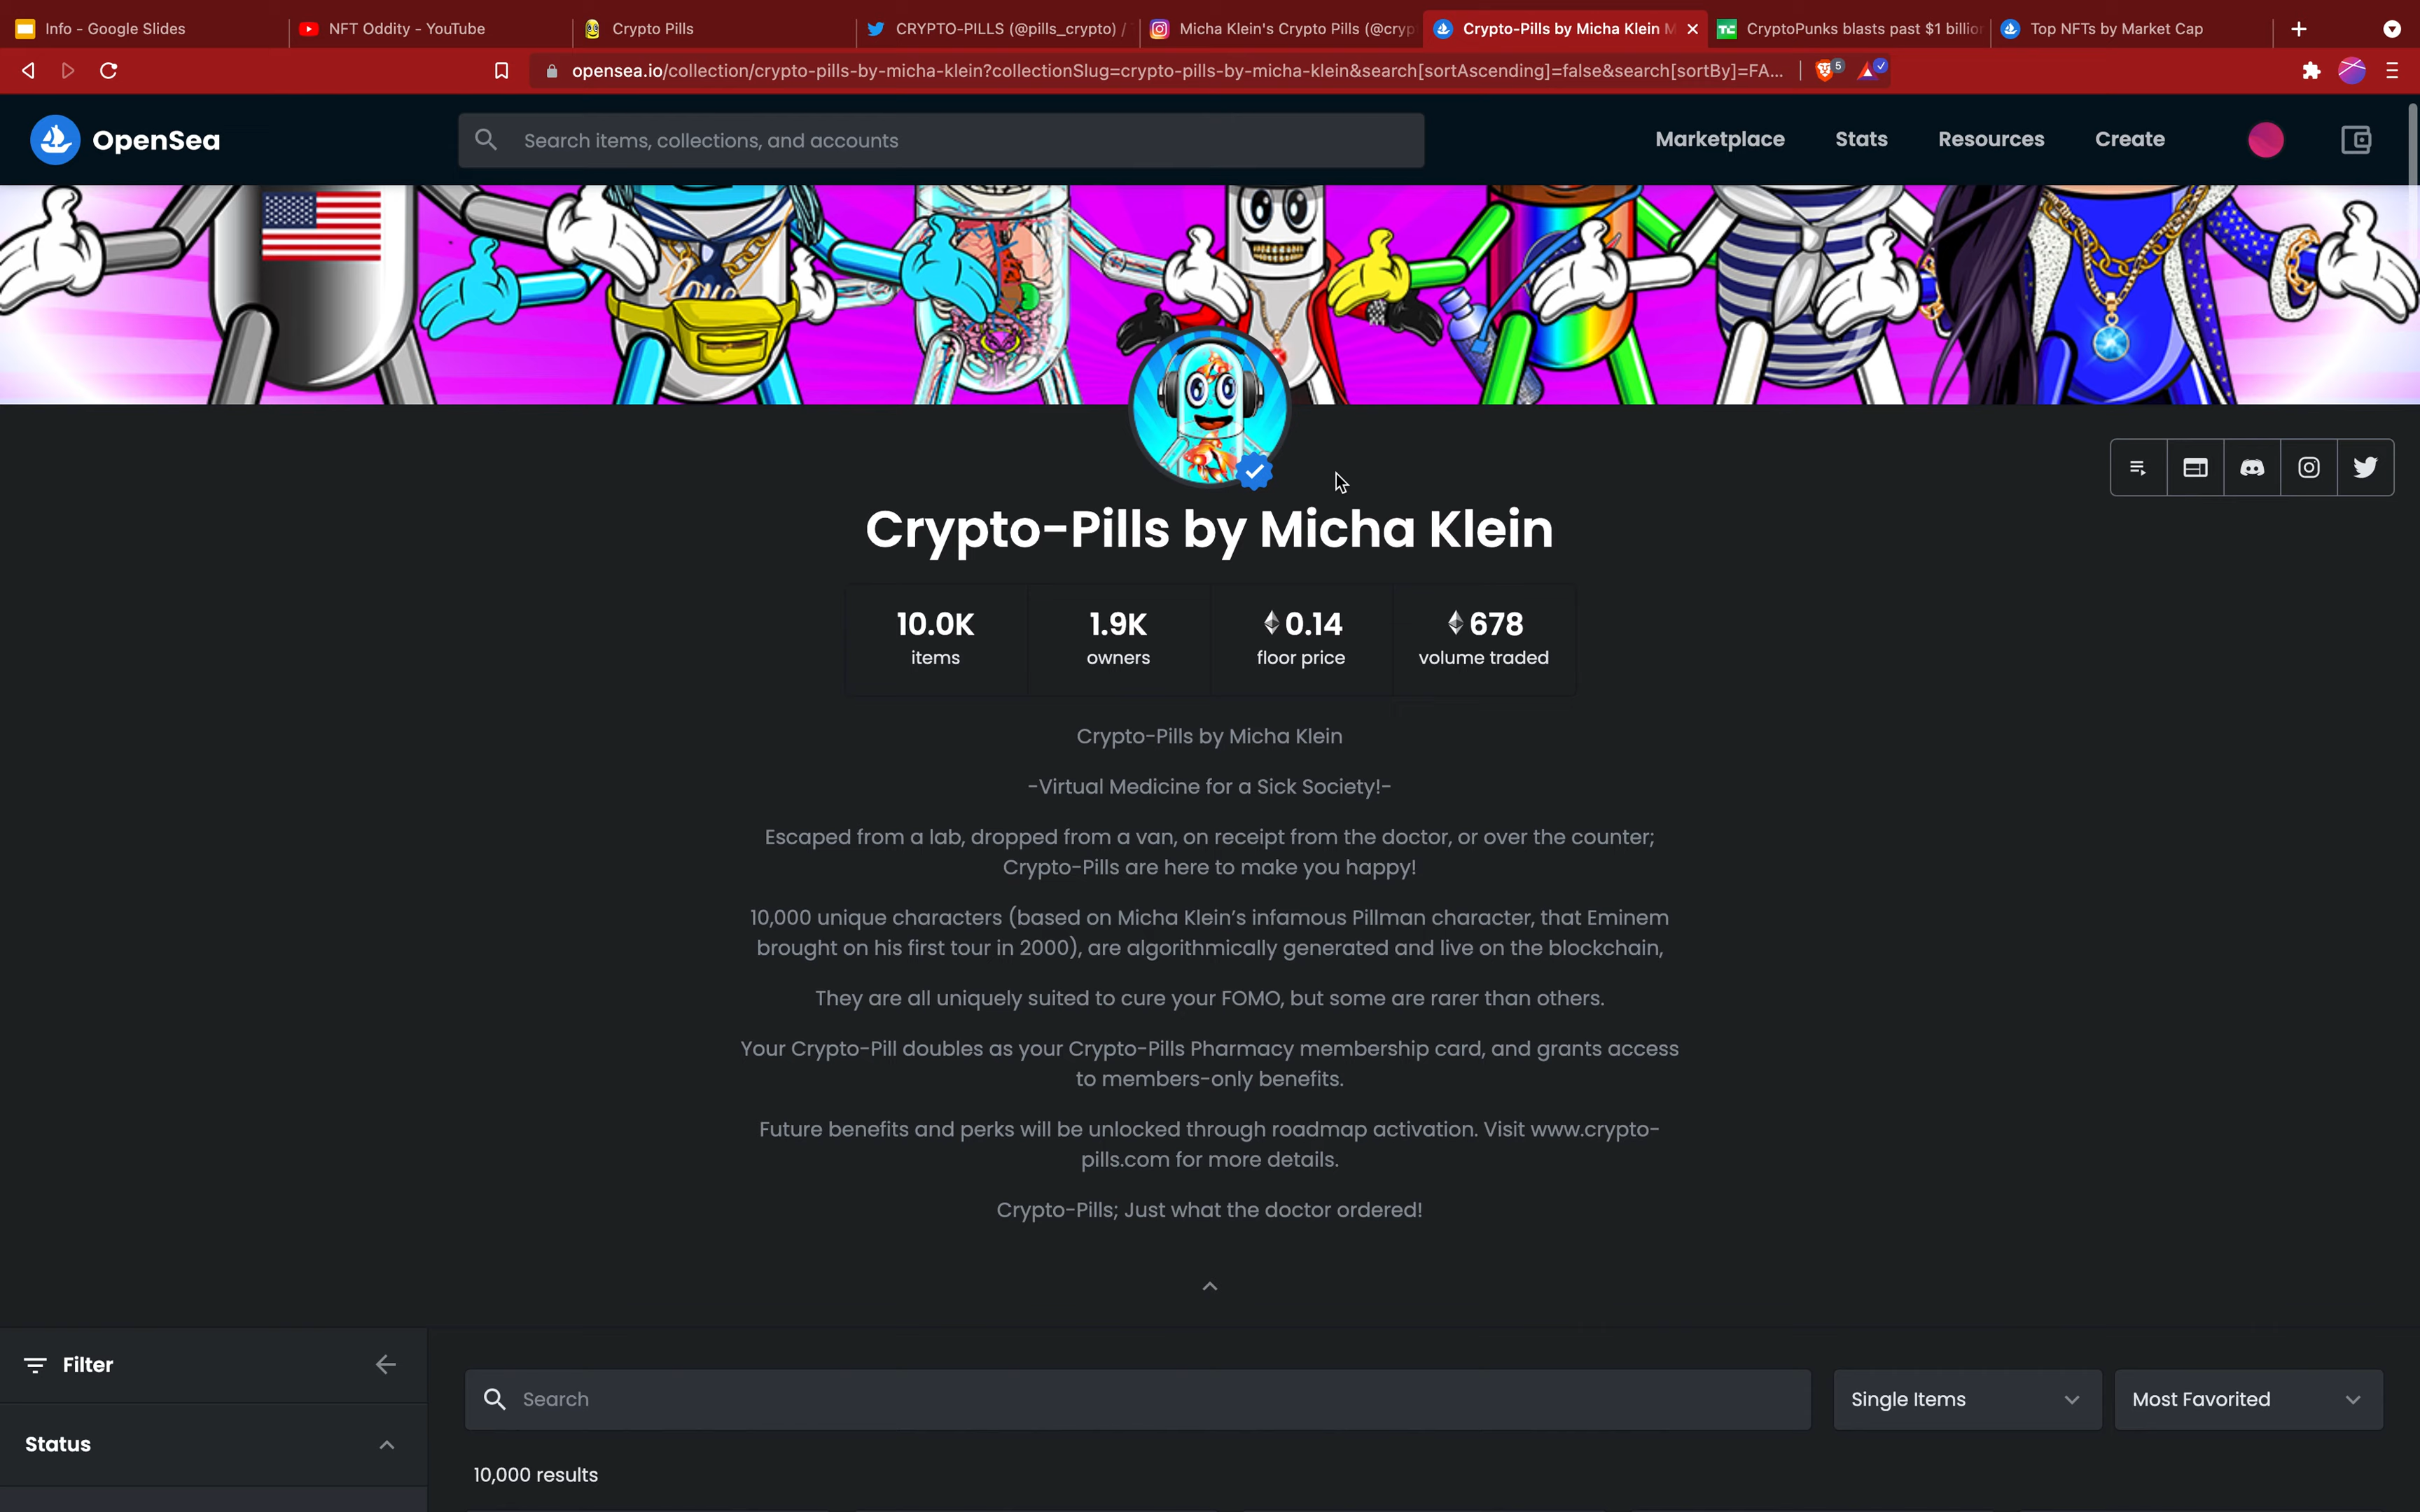 Info - Google Slides
NFT Oddity - YouTube
Crypto Pills
CRYPTO-PILLS (@pills_crypto) /
Micha Klein's Crypto Pills (@cryp
Crypto-Pills by Micha Klein M
CryptoPunks blasts past $1 billion
Top NFTs by Market Cap
opensea.io/collection/crypto-pills-by-micha-klein?collectionSlug=crypto-pills-by-micha-klein&search[sortAscending]=false&search[sortBy]=FA...
5
OpenSea
Search items, collections, and accounts
Marketplace
Stats
Resources
Create
Love
Crypto-Pills by Micha Klein
10.0K
items
1.9K
owners
0.14
floor price
678
volume traded
Crypto-Pills by Micha Klein
-Virtual Medicine for a Sick Society!-
Escaped from a lab, dropped from a van, on receipt from the doctor, or over the counter;
Crypto-Pills are here to make you happy!
10,000 unique characters (based on Micha Klein’s infamous Pillman character, that Eminem
brought on his first tour in 2000), are algorithmically generated and live on the blockchain,
They are all uniquely suited to cure your FOMO, but some are rarer than others.
Your Crypto-Pill doubles as your Crypto-Pills Pharmacy membership card, and grants access
to members-only benefits.
Future benefits and perks will be unlocked through roadmap activation. Visit www.crypto-
pills.com for more details.
Crypto-Pills; Just what the doctor ordered!
Filter
Search
Single Items
Most Favorited
Status
10,000 results